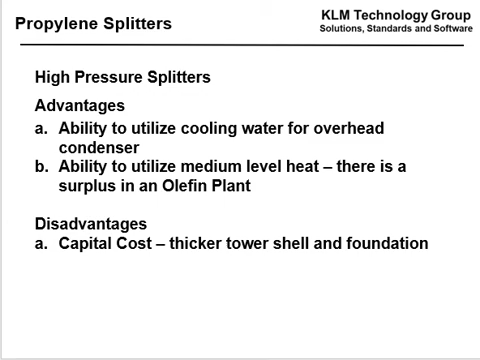 Propylene Splitters
KLM Technology Group
Solutions, Standards and Software
High Pressure Splitters
Advantages
a. Ability to utilize cooling water for overhead
condenser
b. Ability to utilize medium level heat – there is a
surplus in an Olefin Plant
Disadvantages
a. Capital Cost – thicker tower shell and foundation